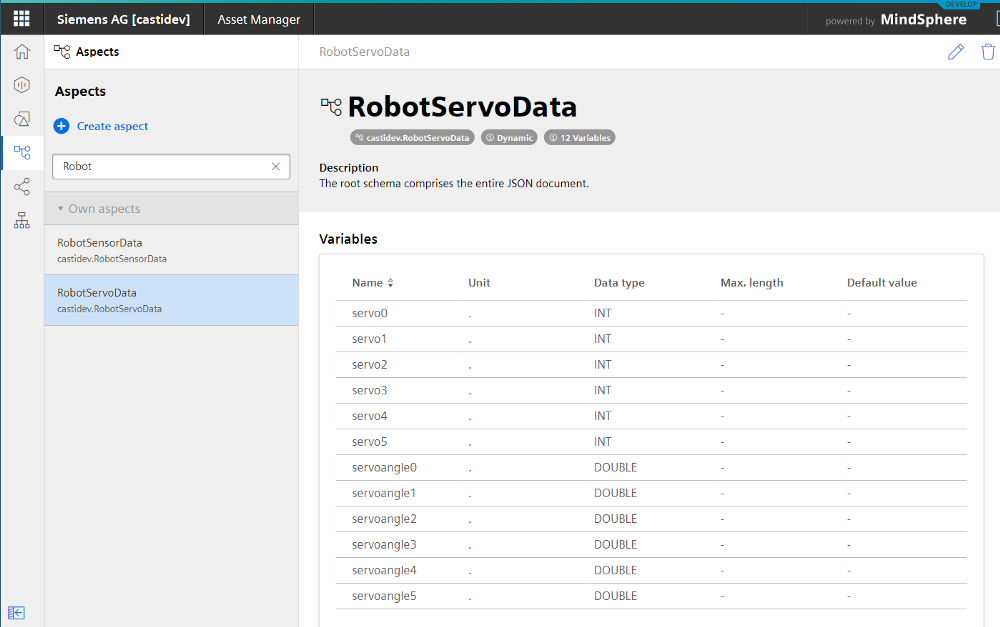 DEVELOP
Siemens AG [castidev] Asset Manager powered by MindSphere
Aspects
RobotServoData
Aspects
Create aspect
Robot
Own aspects
RobotSensorData
castidev.RobotSensorData
RobotServoData
castidev.RobotServoData
RobotServoData
castidev.RobotServoData Dynamic 12 Variables
Description
The root schema comprises the entire JSON document.
Variables
Name Unit Data type Max. length Default value
servo0 . INT - -
servo1 . INT - -
servo2 . INT - -
servo3 . INT - -
servo4 . INT - -
servo5 . INT - -
servoangle0 . DOUBLE - -
servoangle1 . DOUBLE - -
servoangle2 . DOUBLE - -
servoangle3 . DOUBLE - -
servoangle4 . DOUBLE - -
servoangle5 . DOUBLE - -